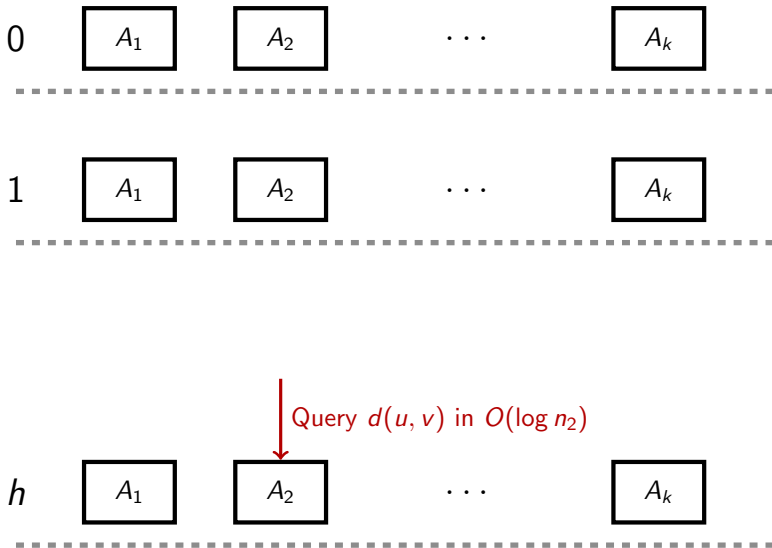 0 A₁ A₂ · · · Aₖ
1 A₁ A₂ · · · Aₖ
Query d(u, v) in O(log n₂)
h A₁ A₂ · · · Aₖ